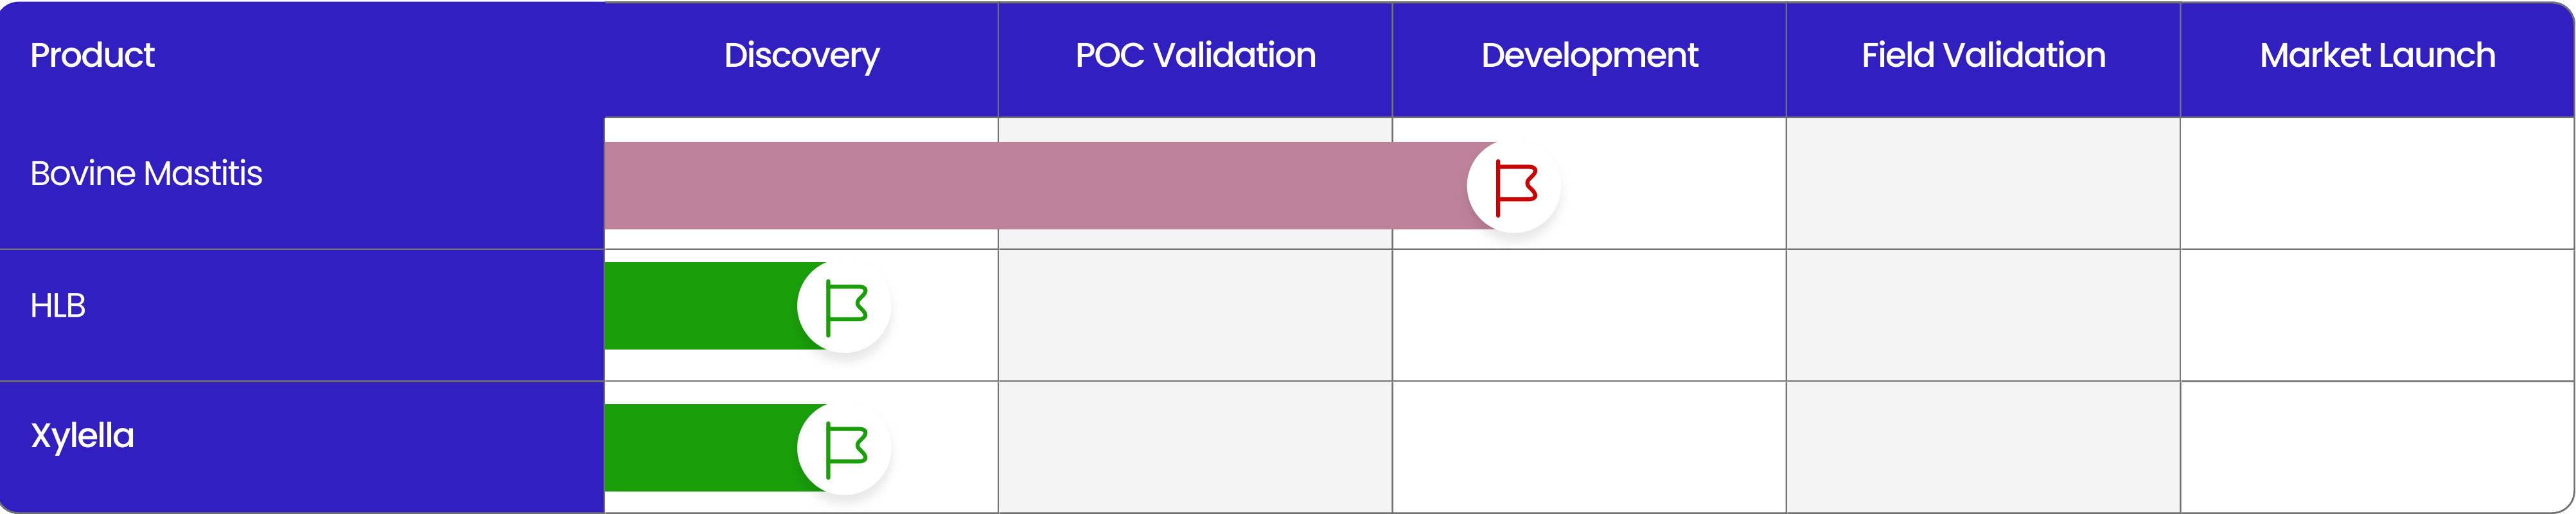 Product Discovery POC Validation Development Field Validation Market Launch
Bovine Mastitis
HLB
Xylella